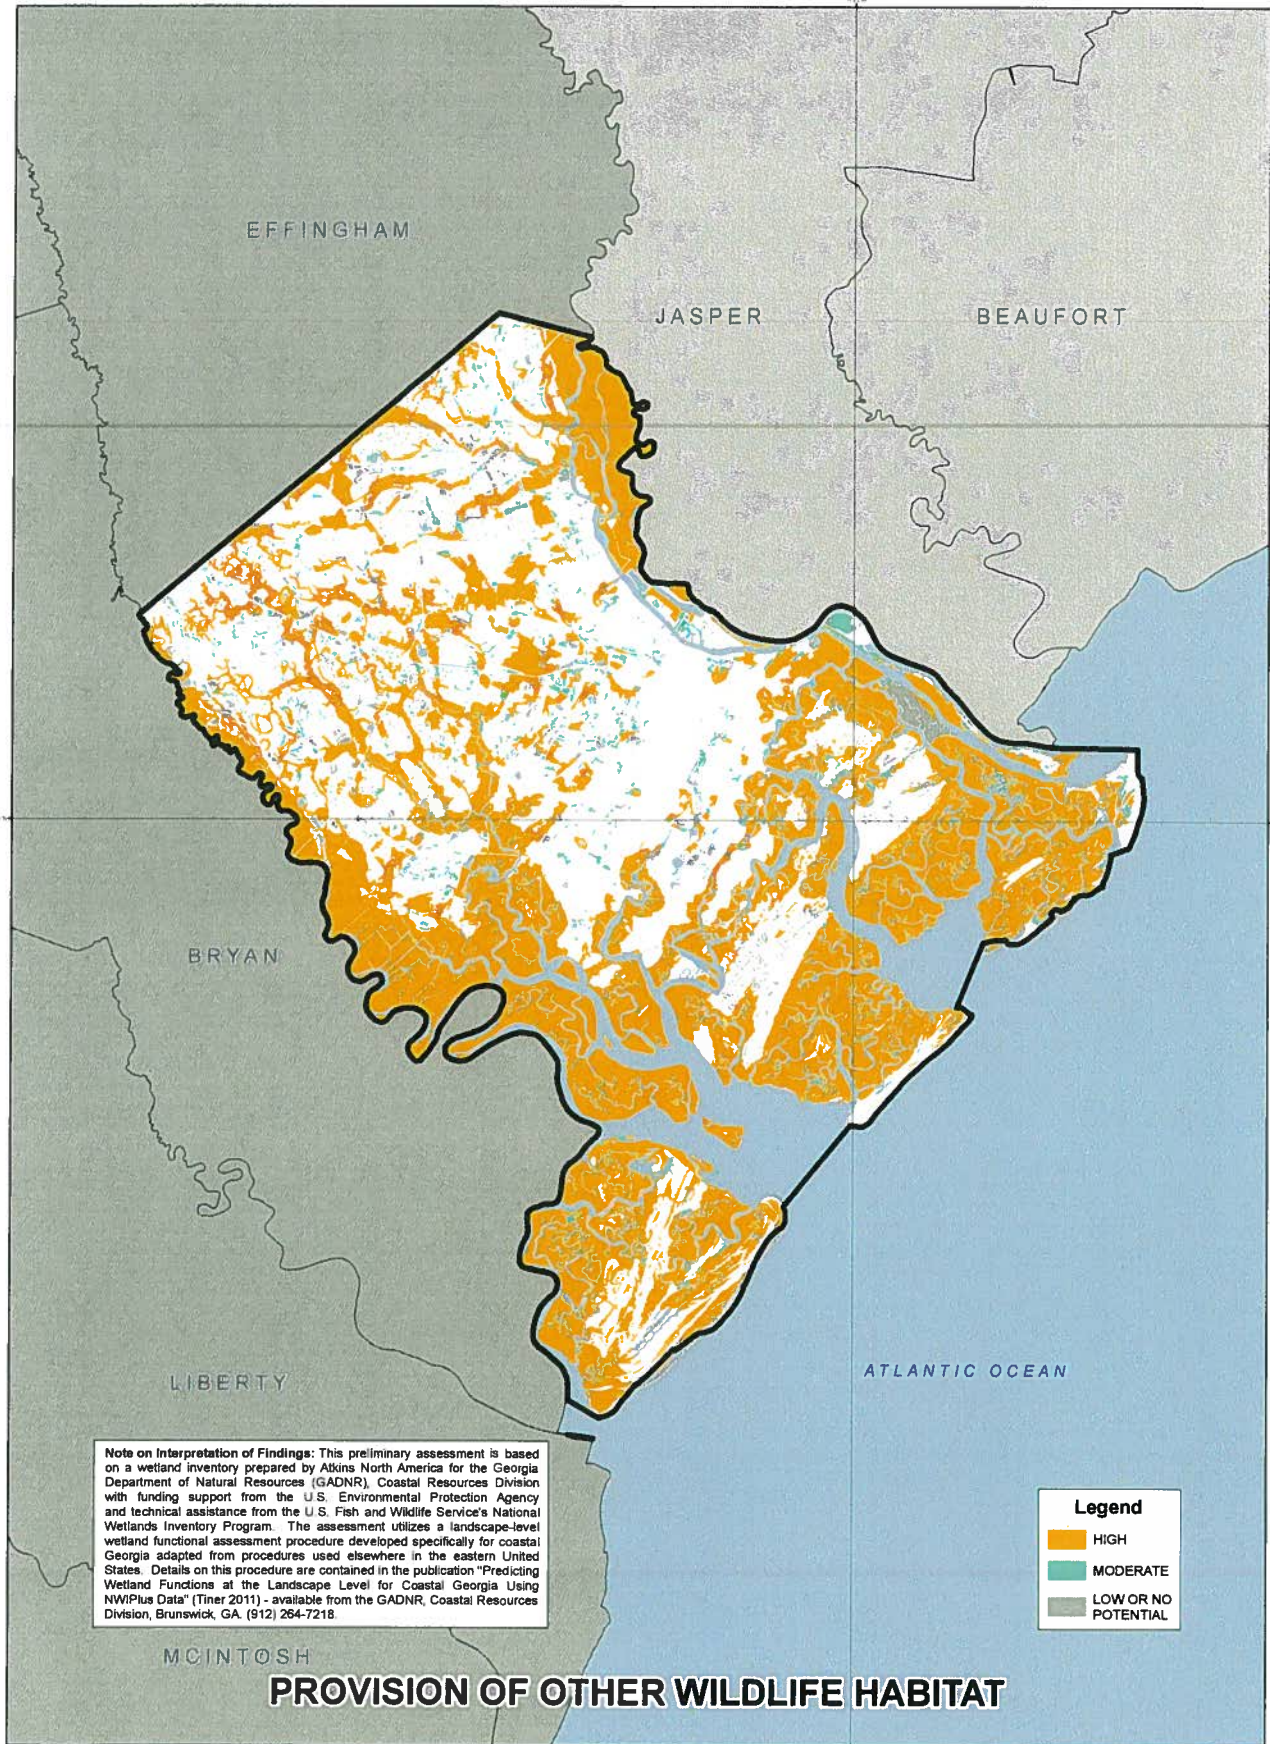 EFFINGHAM
JASPER
BEAUFORT
BRYAN
ATLANTIC OCEAN
LIBERTY
Note on Interpretation of Findings: This preliminary assessment is based
on a wetland inventory prepared by Atkins North America for the Georgia
Department of Natural Resources (GADNR), Coastal Resources Division
with funding support from the U.S. Environmental Protection Agency
and technical assistance from the U.S. Fish and Wildlife Service's National
Wetlands Inventory Program. The assessment utilizes a landscape-level
wetland functional assessment procedure developed specifically for coastal
Georgia adapted from procedures used elsewhere in the eastern United
States. Details on this procedure are contained in the publication "Predicting
Wetland Functions at the Landscape Level for Coastal Georgia Using
NWIPlus Data" (Tiner 2011) - available from the GADNR, Coastal Resources
Division, Brunswick, GA. (912) 264-7218.
Legend
HIGH
MODERATE
LOW OR NO
POTENTIAL
MCINTOSH
PROVISION OF OTHER WILDLIFE HABITAT